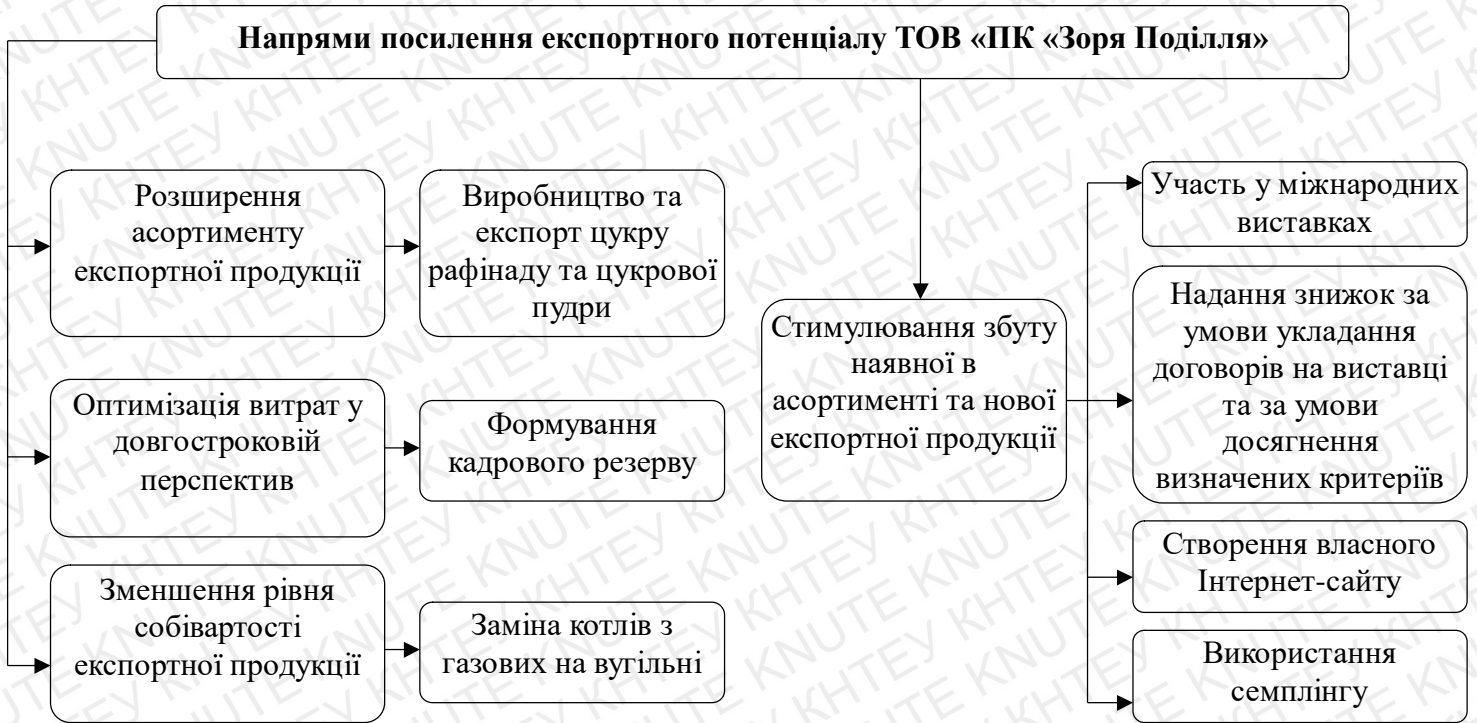 Напрями посилення експортного потенціалу ТОВ «ПК «Зоря Поділля»
Розширення
асортименту
експортної продукції
Виробництво та
експорт цукру
рафінаду та цукрової
пудри
Оптимізація витрат у
довгостроковій
перспектив
Формування
кадрового резерву
Зменшення рівня
собівартості
експортної продукції
Заміна котлів з
газових на вугільні
Стимулювання збуту
наявної в
асортименті та нової
експортної продукції
Участь у міжнародних
виставках
Надання знижок за
умови укладання
договорів на виставці
та за умови
досягнення
визначених критеріїв
Створення власного
Інтернет-сайту
Використання
семплінгу
КНТЕУ KNUTE